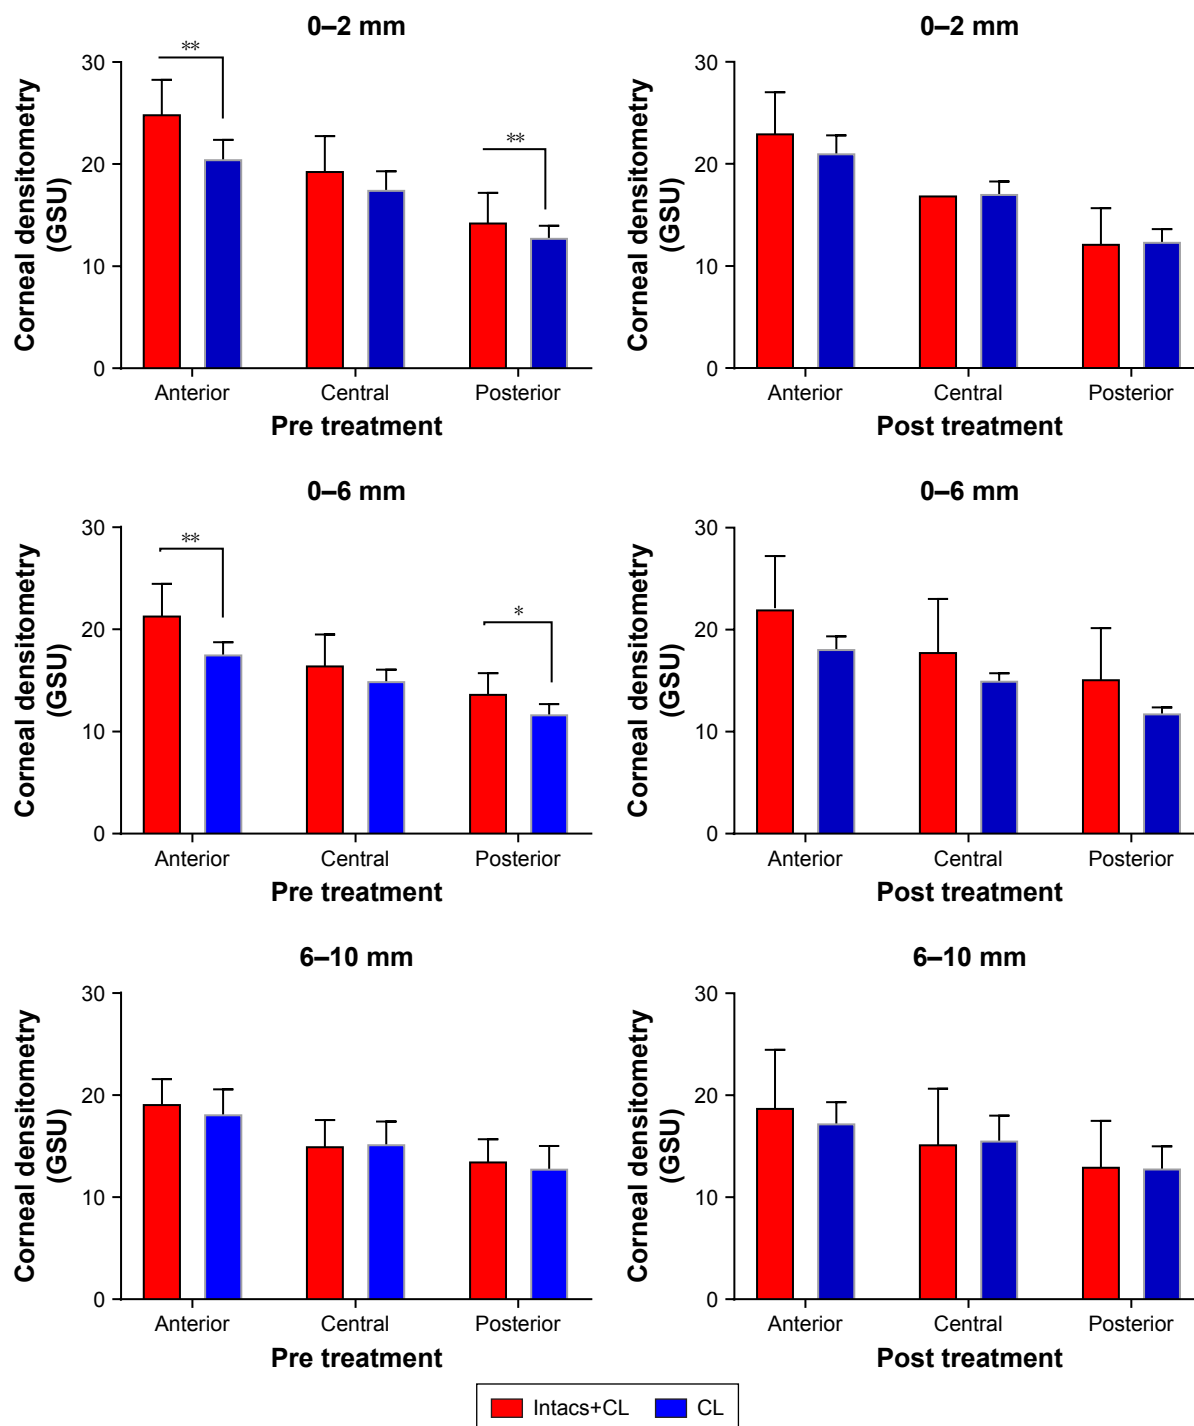 0–2 mm
Corneal densitometry
(GSU)
30
20
10
0
**
**
Anterior Central Posterior
Pre treatment
0–2 mm
Corneal densitometry
(GSU)
30
20
10
0
Anterior Central Posterior
Post treatment
0–6 mm
Corneal densitometry
(GSU)
30
20
10
0
**
*
Anterior Central Posterior
Pre treatment
0–6 mm
Corneal densitometry
(GSU)
30
20
10
0
Anterior Central Posterior
Post treatment
6–10 mm
Corneal densitometry
(GSU)
30
20
10
0
Anterior Central Posterior
Pre treatment
6–10 mm
Corneal densitometry
(GSU)
30
20
10
0
Anterior Central Posterior
Post treatment
Intacs+CL CL